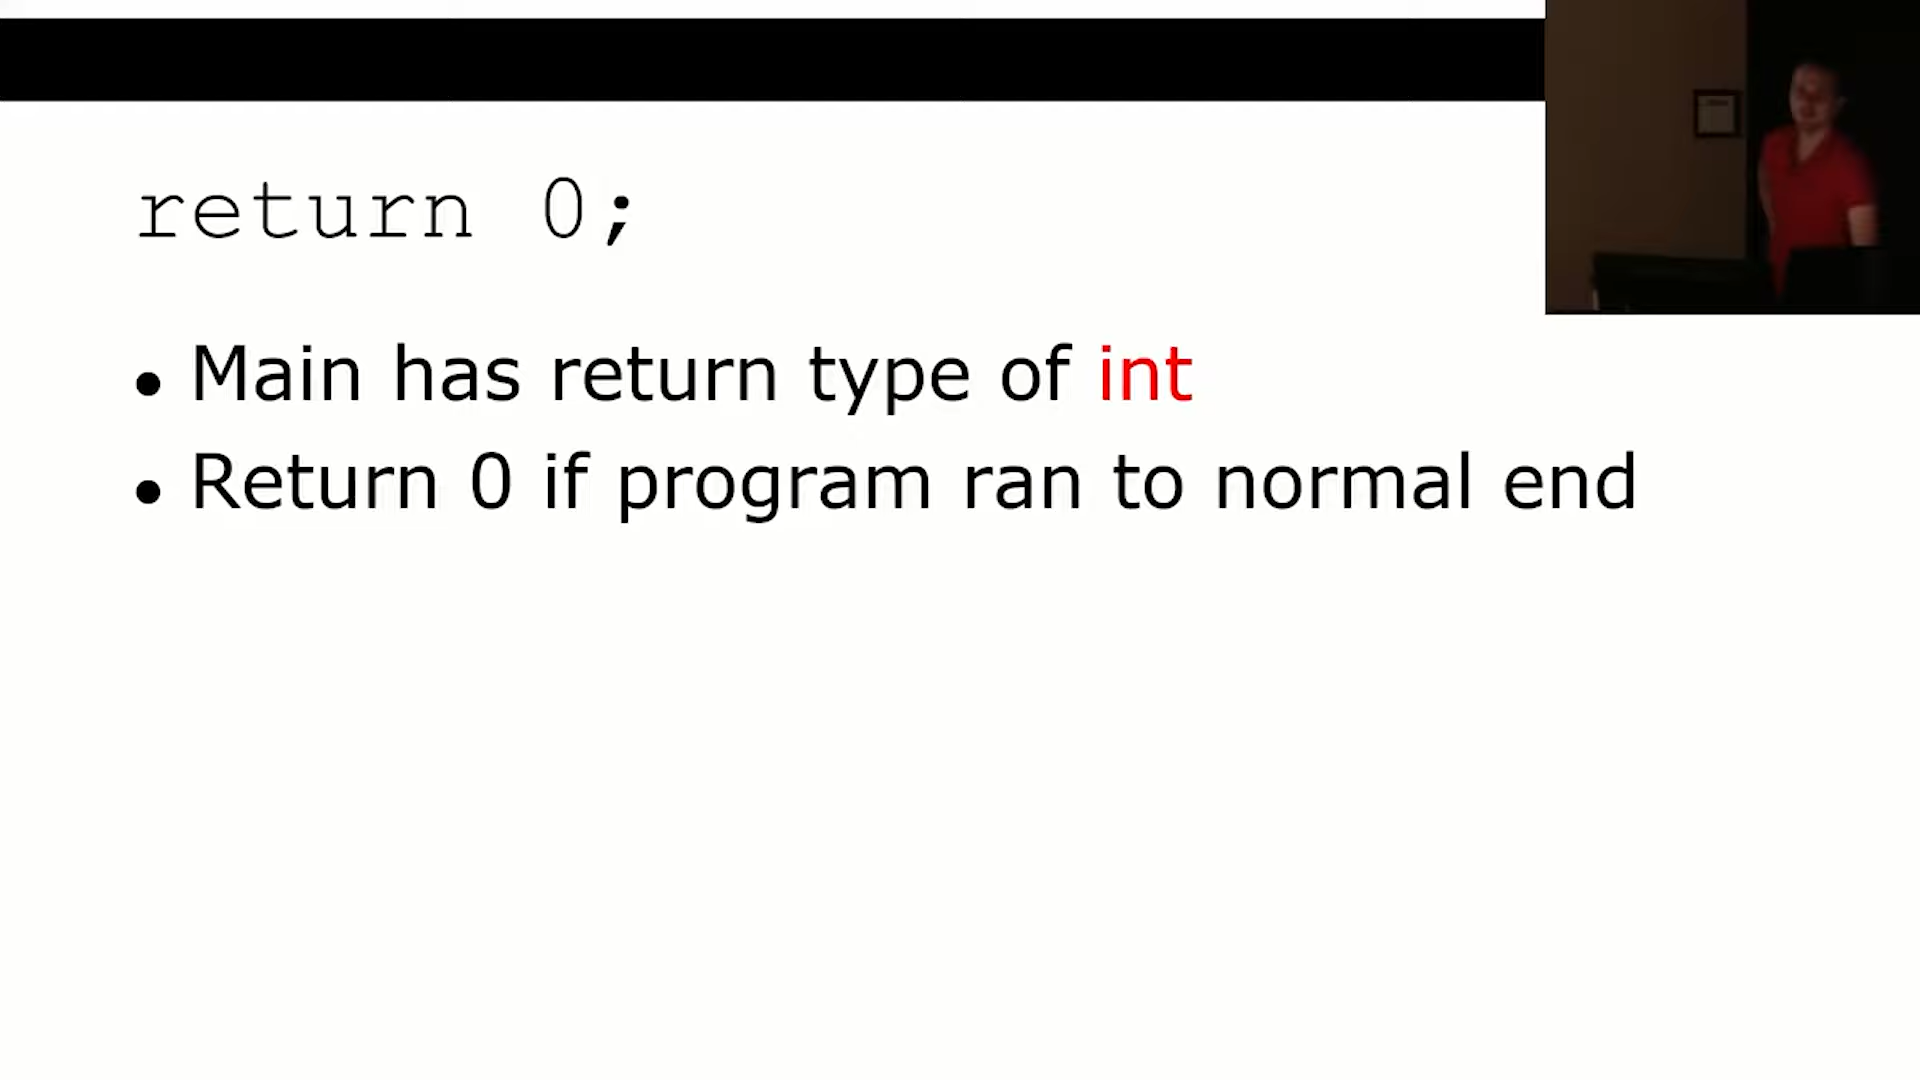 return 0;
• Main has return type of int
• Return 0 if program ran to normal end